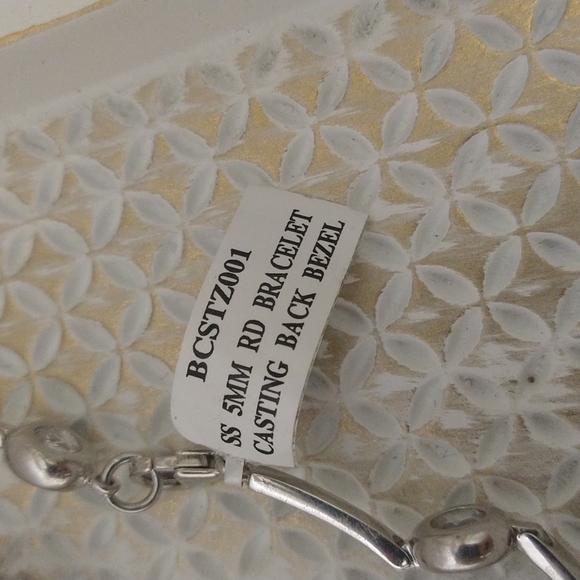 BCSTZ001
SS 5MM RD BRACELET
CASTING BACK BEZEL